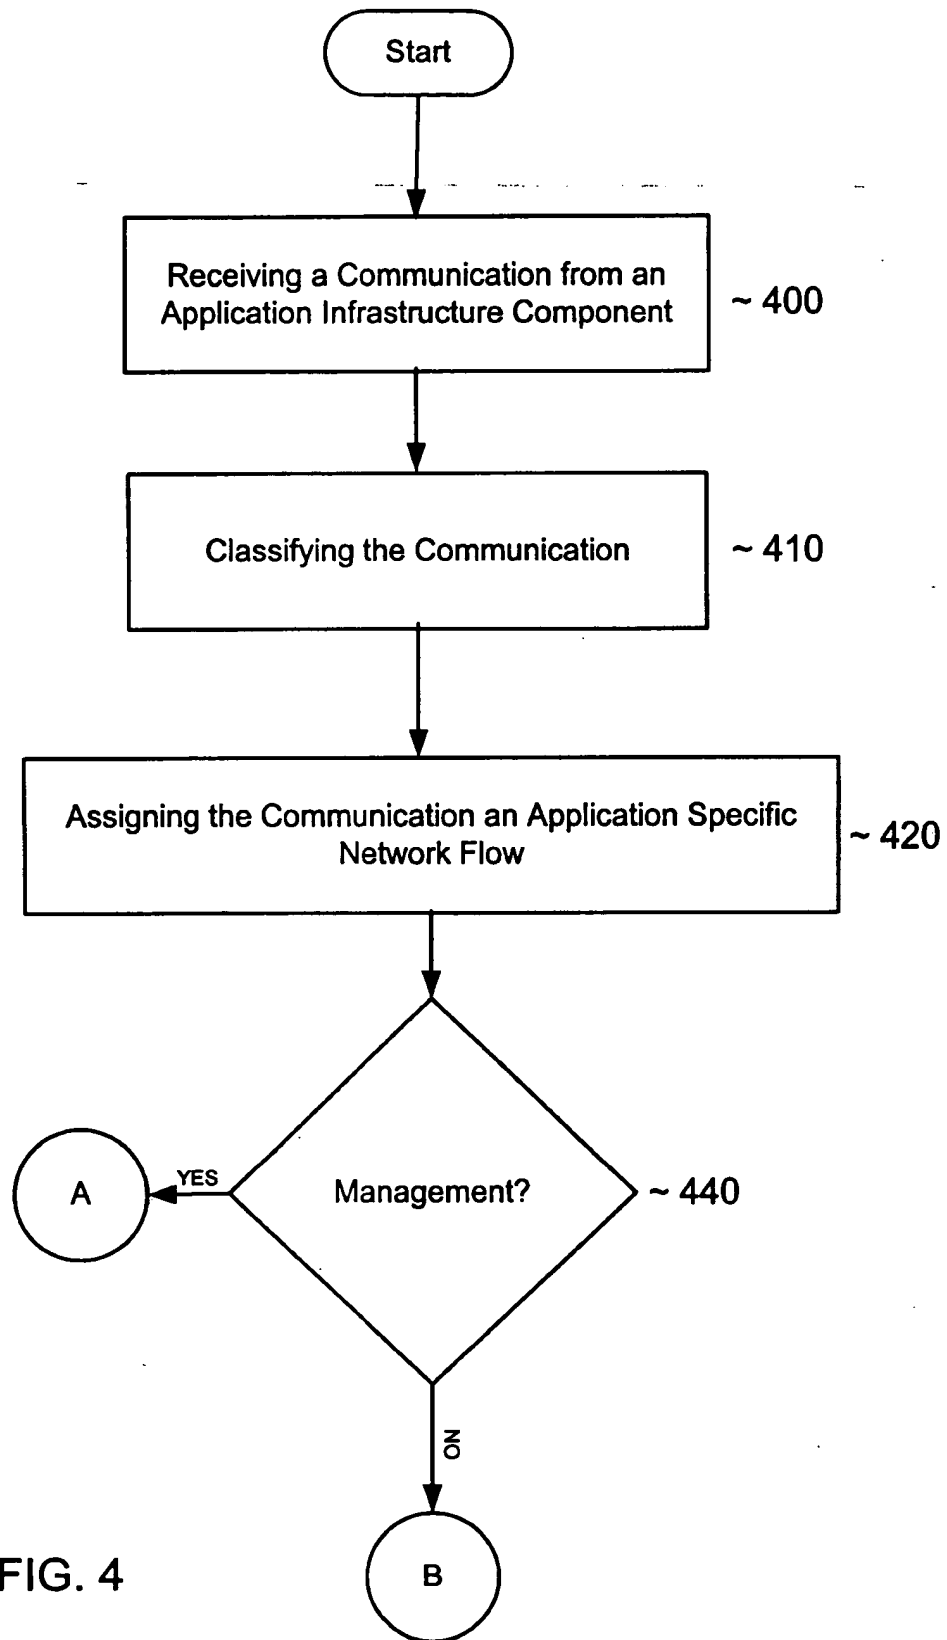 Start
Receiving a Communication from an
Application Infrastructure Component
~ 400
Classifying the Communication
~ 410
Assigning the Communication an Application Specific
Network Flow
~ 420
Management?
~ 440
YES
A
NO
B
FIG. 4